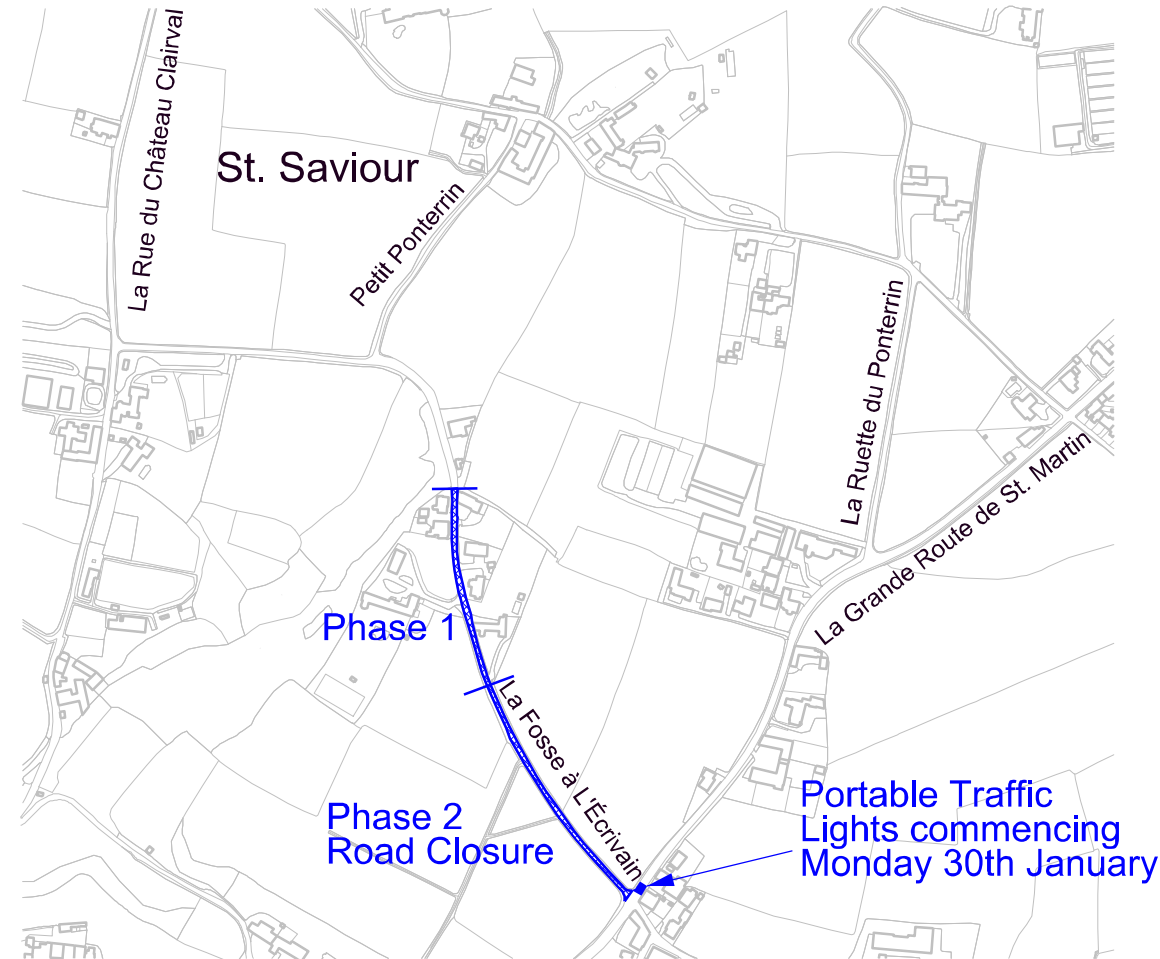 La Rue du Château Clairval
St. Saviour
Petit Ponterrin
La Ruette du Ponterrin
La Grande Route de St. Martin
Phase 1
La Fosse à L'Écrivain
Phase 2
Road Closure
Portable Traffic
Lights commencing
Monday 30th January